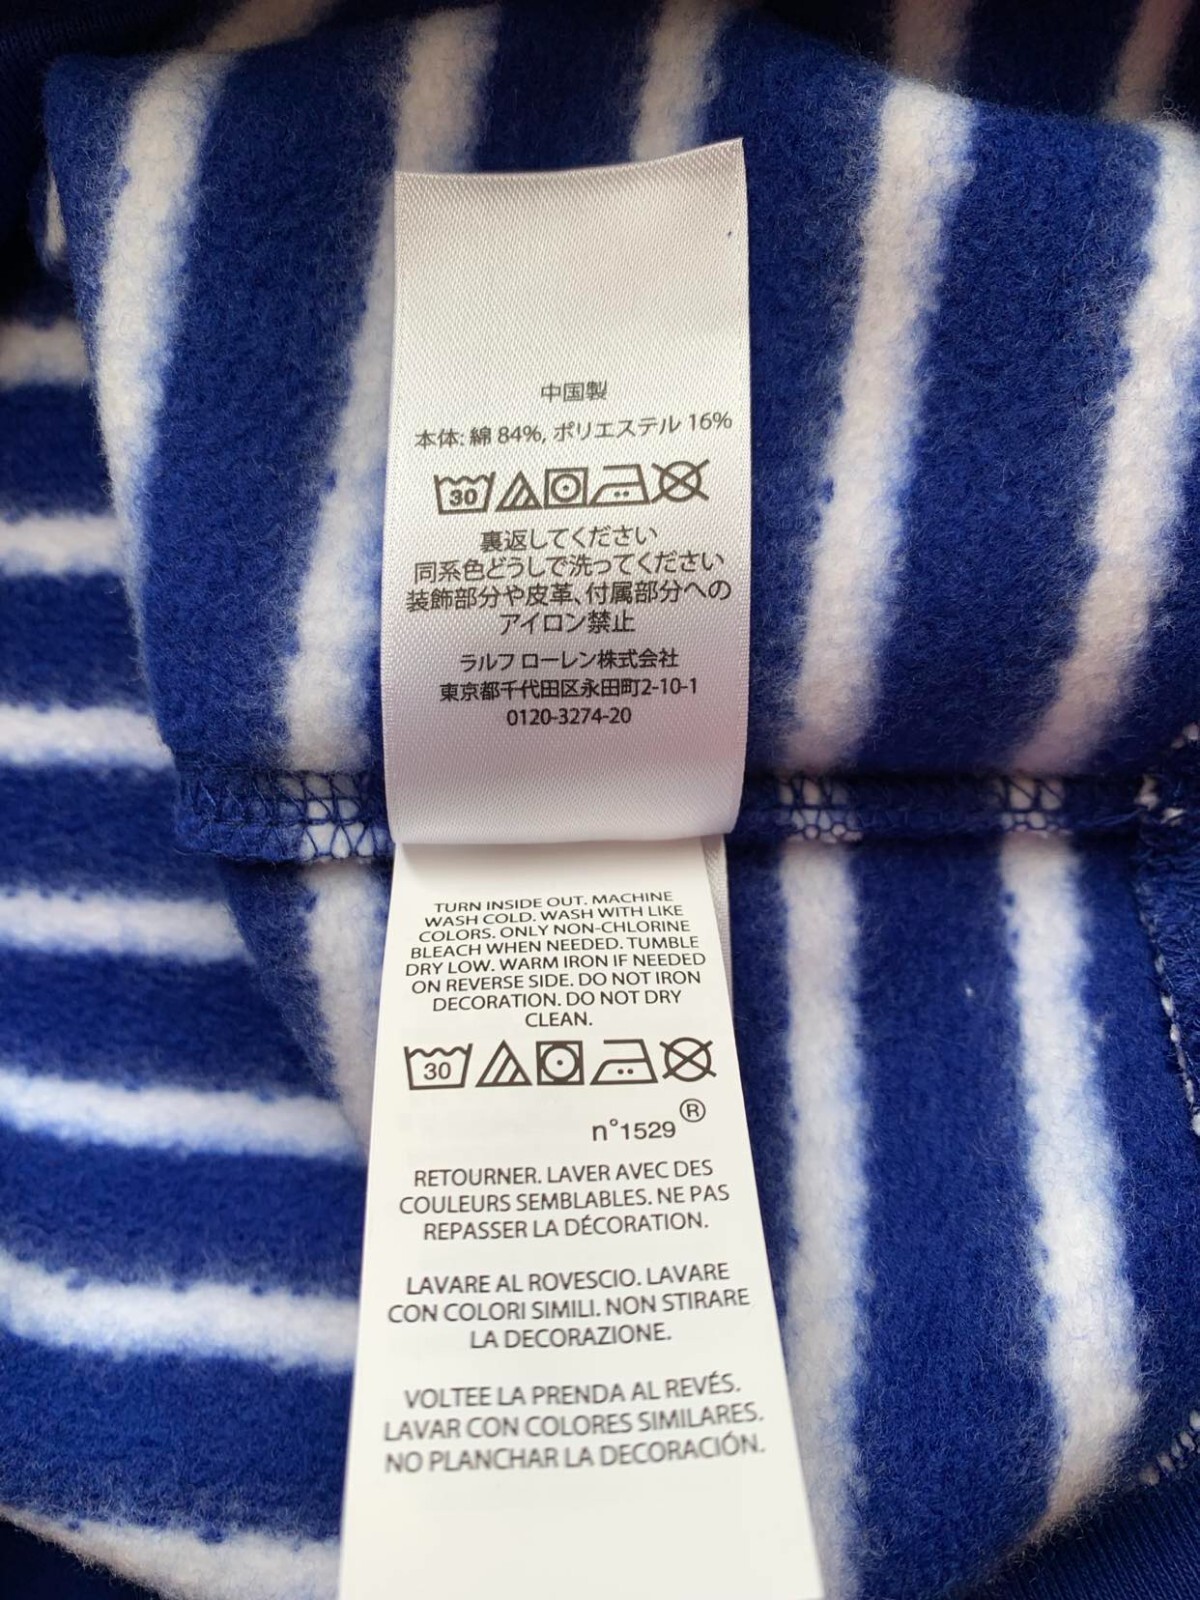 中国製
本体: 綿 84%, ポリエステル 16%
30
裏返してください
同系色どうしで洗ってください
装飾部分や皮革、付属部分への
アイロン禁止
ラルフ ローレン株式会社
東京都千代田区永田町2-10-1
0120-3274-20
TURN INSIDE OUT. MACHINE
WASH COLD. WASH WITH LIKE
COLORS. ONLY NON-CHLORINE
BLEACH WHEN NEEDED. TUMBLE
DRY LOW. WARM IRON IF NEEDED
ON REVERSE SIDE. DO NOT IRON
DECORATION. DO NOT DRY
CLEAN.
30
n°1529®
RETOURNER. LAVER AVEC DES
COULEURS SEMBLABLES. NE PAS
REPASSER LA DÉCORATION.
LAVARE AL ROVESCIO. LAVARE
CON COLORI SIMILI. NON STIRARE
LA DECORAZIONE.
VOLTEE LA PRENDA AL REVÉS.
LAVAR CON COLORES SIMILARES.
NO PLANCHAR LA DECORACIÓN.